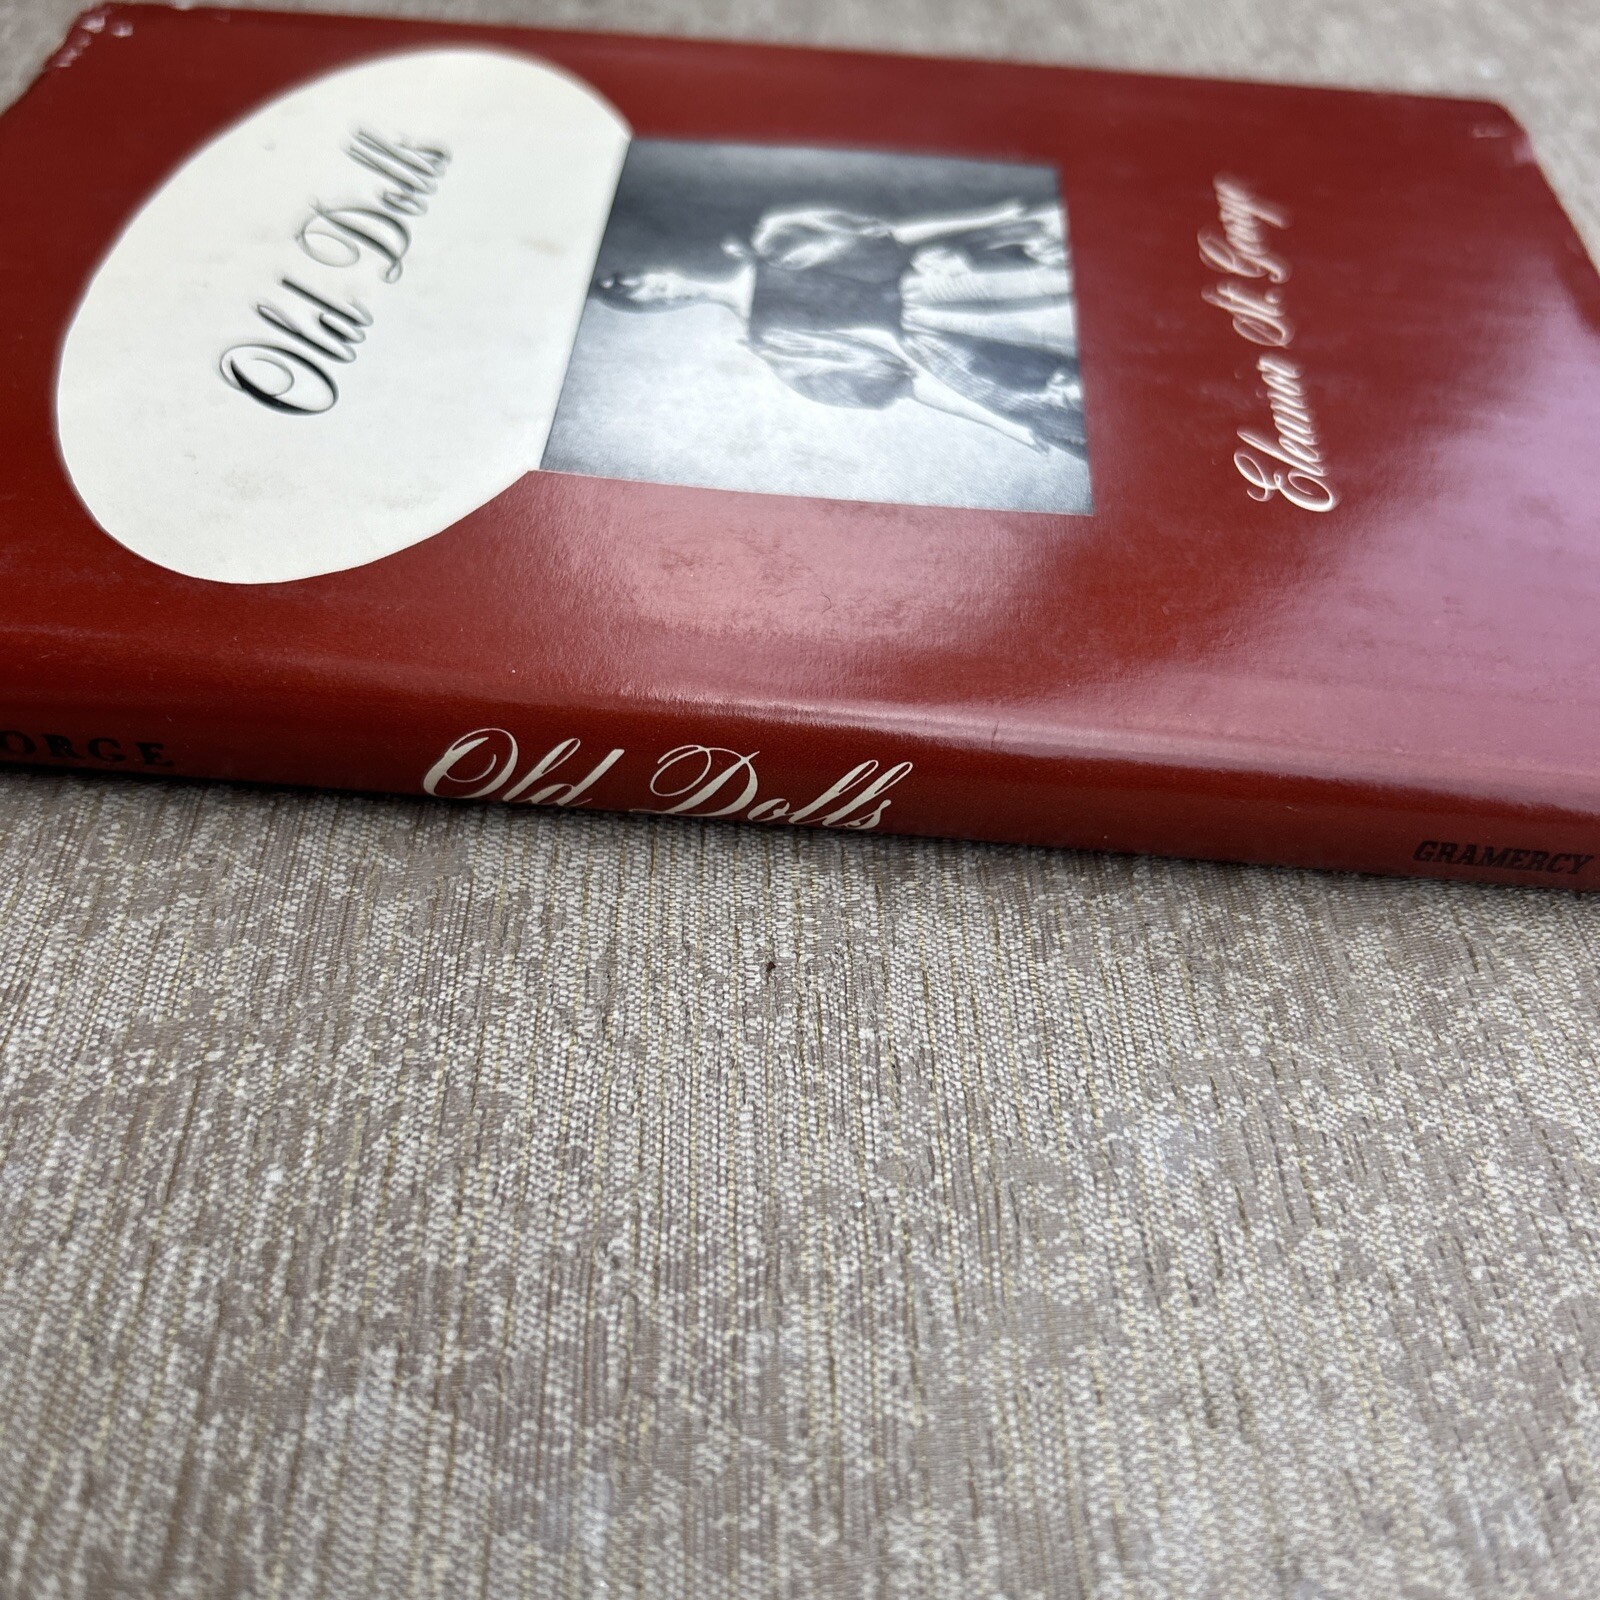 Old Dolls
Eleanor St. George
ORGE
Old Dolls
GRAMERCY